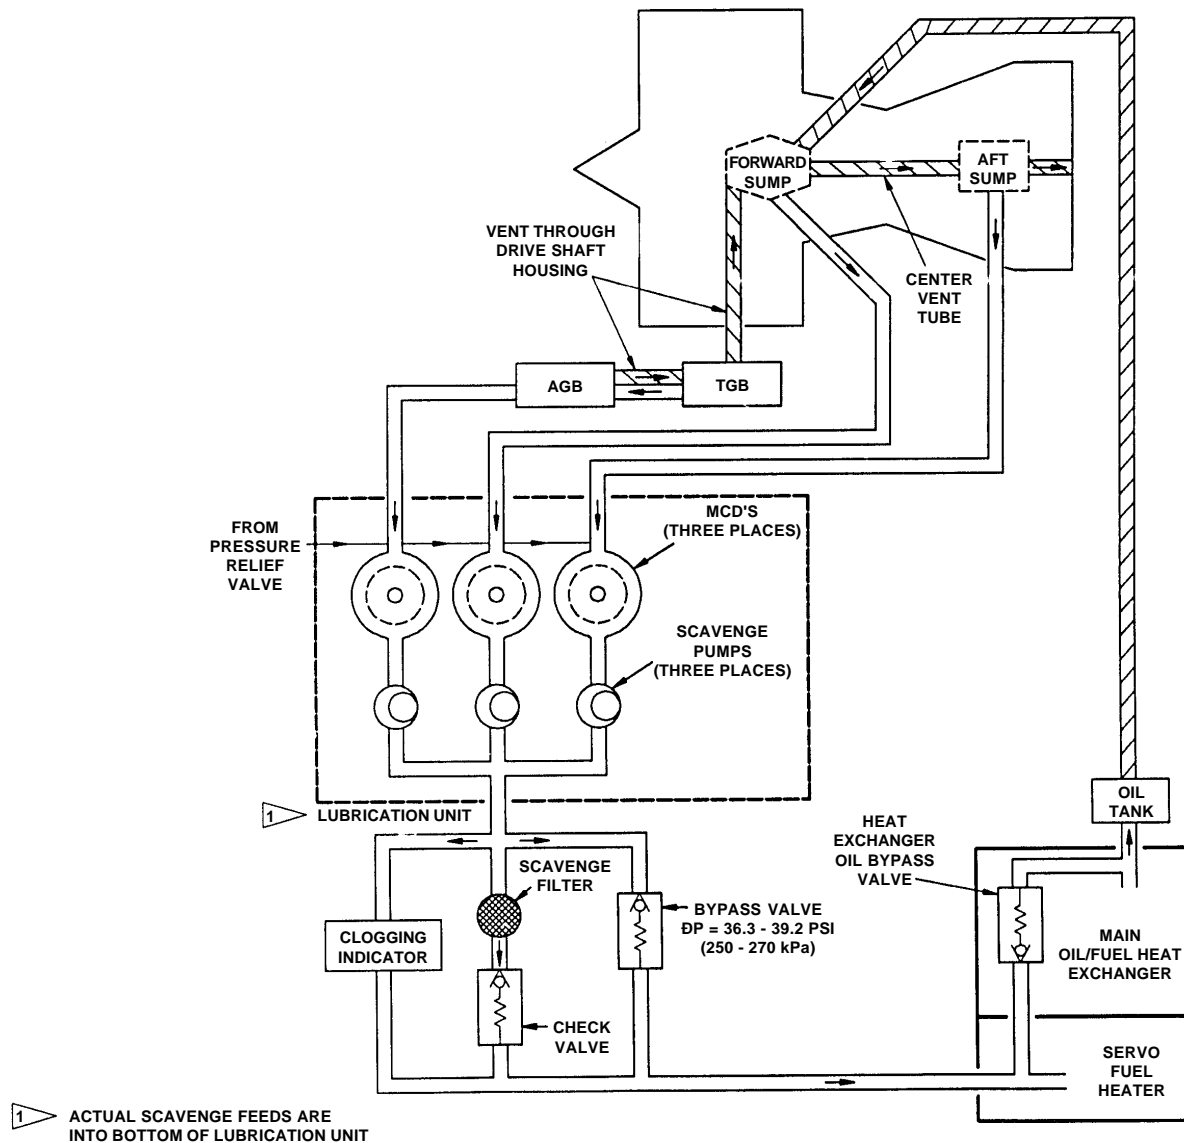 FORWARD
SUMP
AFT
SUMP
VENT THROUGH
DRIVE SHAFT
HOUSING
CENTER
VENT
TUBE
AGB
TGB
FROM
PRESSURE
RELIEF
VALVE
MCD'S
(THREE PLACES)
SCAVENGE
PUMPS
(THREE PLACES)
1 LUBRICATION UNIT
OIL
TANK
HEAT
EXCHANGER
OIL BYPASS
VALVE
SCAVENGE
FILTER
CLOGGING
INDICATOR
BYPASS VALVE
ĐP = 36.3 - 39.2 PSI
(250 - 270 kPa)
MAIN
OIL/FUEL HEAT
EXCHANGER
CHECK
VALVE
SERVO
FUEL
HEATER
1 ACTUAL SCAVENGE FEEDS ARE
INTO BOTTOM OF LUBRICATION UNIT